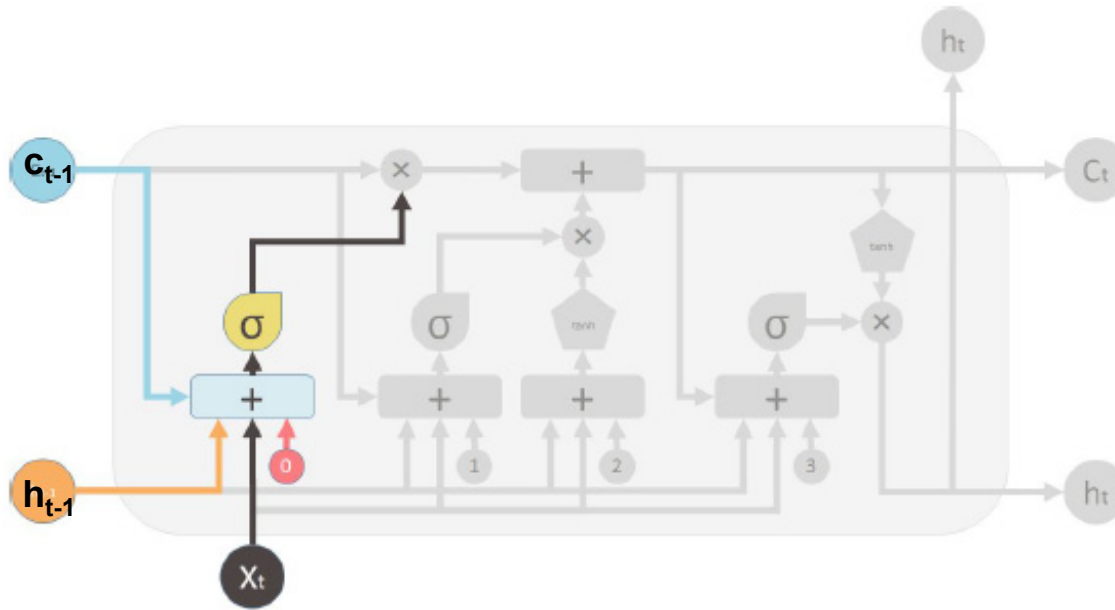 hₜ
cₜ₋₁
×
+
Cₜ
×
tanh
σ
σ
tanh
σ
×
+
+
+
+
hₜ₋₁
0
1
2
3
hₜ
Xₜ